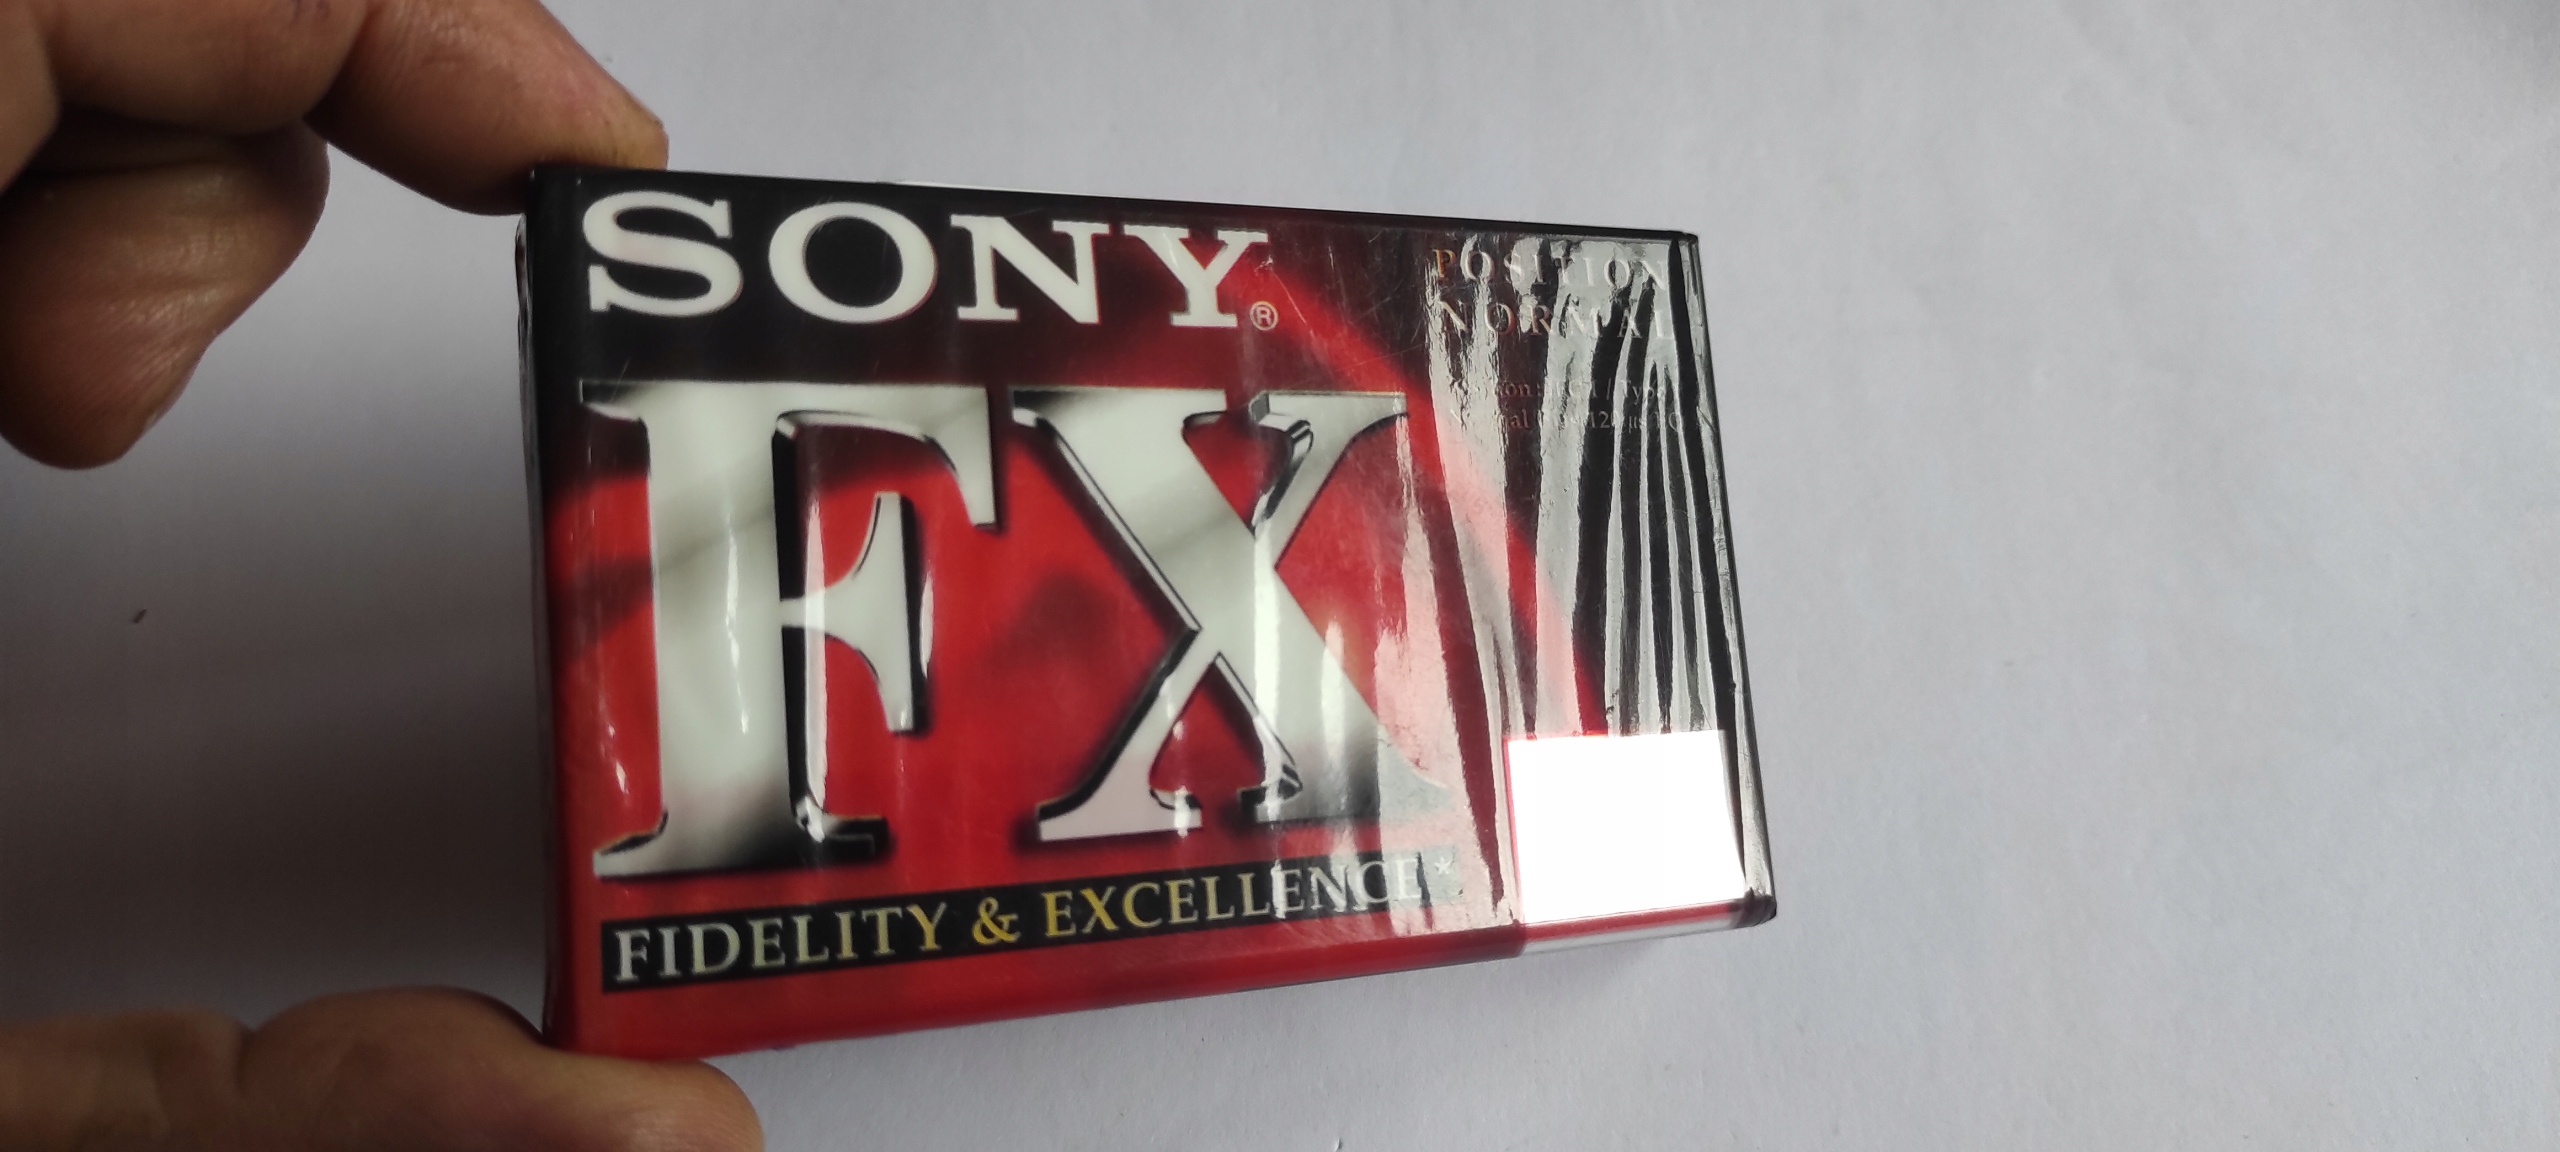 SONY®
POSITION
NORMAL
FX
FIDELITY & EXCELLENCE*